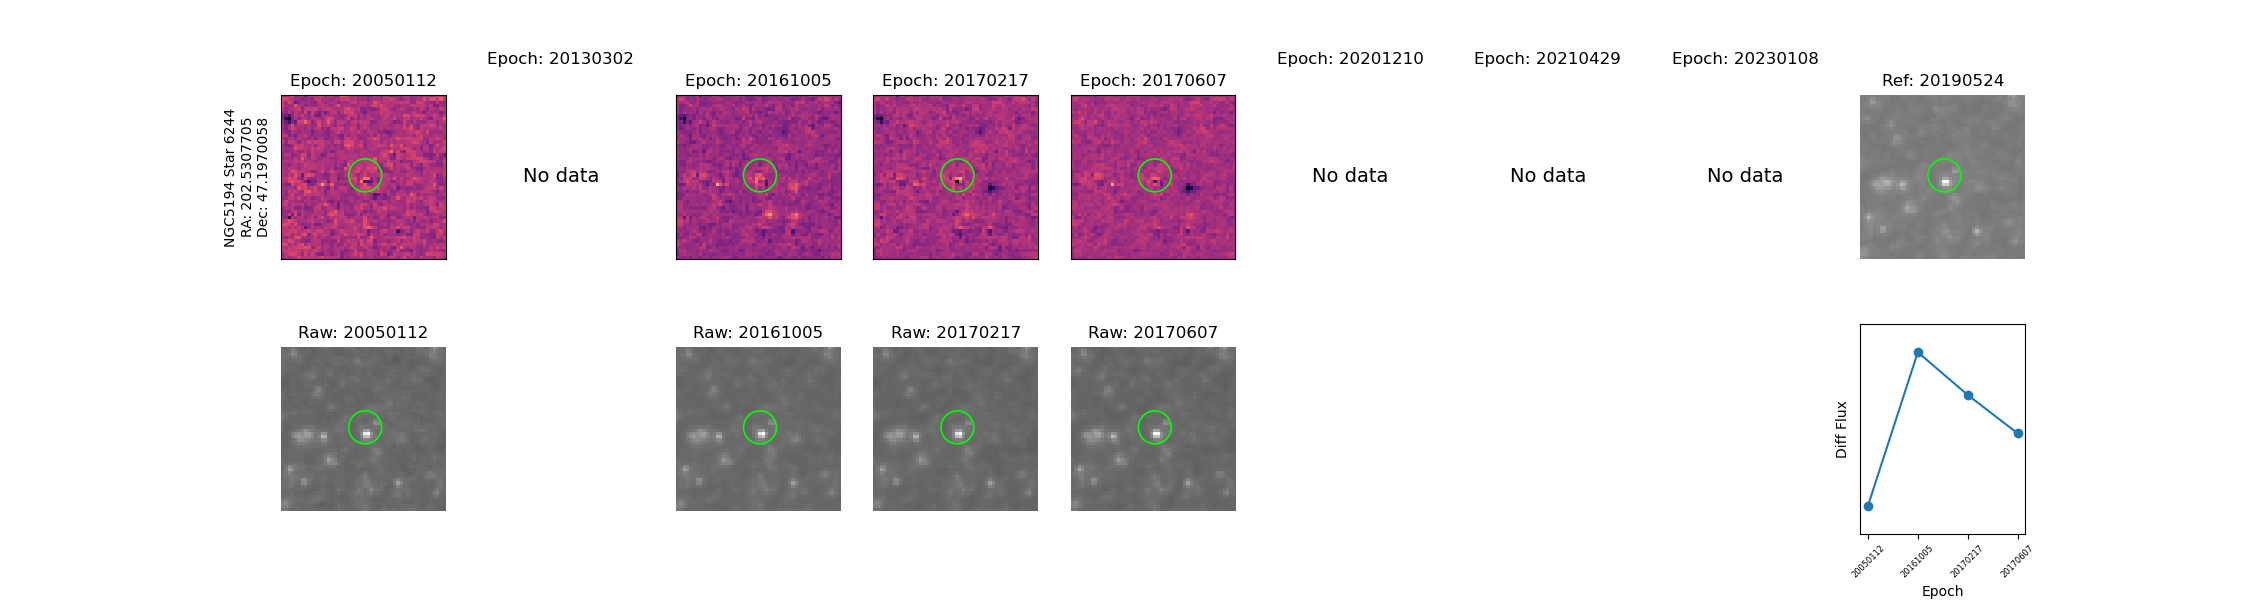 Epoch: 20130302
Epoch: 20201210
Epoch: 20210429
Epoch: 20230108
Epoch: 20050112
Epoch: 20161005
Epoch: 20170217
Epoch: 20170607
Ref: 20190524
NGC5194 Star 6244
RA: 202.5307705
Dec: 47.1970058
No data
No data
No data
No data
Raw: 20050112
Raw: 20161005
Raw: 20170217
Raw: 20170607
Diff Flux
20050112
20161005
20170217
20170607
Epoch